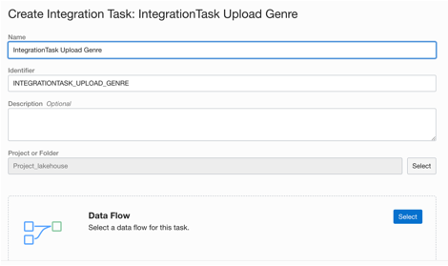 Create Integration Task: IntegrationTask Upload Genre
Name
IntegrationTask Upload Genre
Identifier
INTEGRATIONTASK_UPLOAD_GENRE
Description Optional
Project or Folder
Project_lakehouse
Select
Data Flow
Select a data flow for this task.
Select